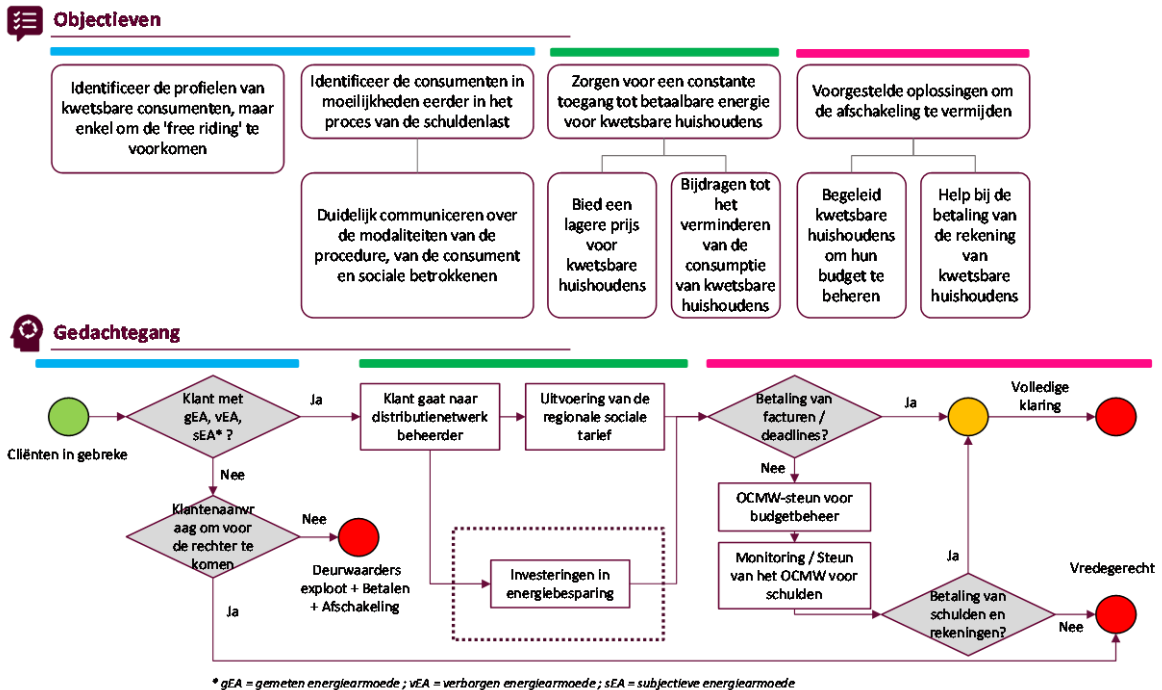 Objectieven
Identificeer de profielen van
kwetsbare consumenten, maar
enkel om de 'free riding' te
voorkomen
Identificeer de consumenten in
moeilijkheden eerder in het
proces van de schuldenlast
Zorgen voor een constante
toegang tot betaalbare energie
voor kwetsbare huishoudens
Voorgestelde oplossingen om
de afschakeling te vermijden
Duidelijk communiceren over
de modaliteiten van de
procedure, van de consument
en sociale betrokkenen
Bied een
lagere prijs
voor
kwetsbare
huishoudens
Bijdragen tot
het
verminderen
van de
consumptie
van kwetsbare
huishoudens
Begeleid
kwetsbare
huishoudens
om hun
budget te
beheren
Help bij de
betaling van
de rekening
van
kwetsbare
huishoudens
Gedachtegang
Cliënten in gebreke
Klant met
gEA, vEA,
sEA* ?
Ja
Nee
Klant gaat naar
distributienetwerk
beheerder
Uitvoering van de
regionale sociale
tarief
Betaling van
facturen /
deadlines?
Ja
Volledige
klaring
Nee
Klantenaanvr
aag om voor
de rechter te
komen
Nee
Deurwaarders
exploot + Betalen
+ Afschakeling
Ja
Investeringen in
energiebesparing
OCMW-steun voor
budgetbeheer
Monitoring / Steun
van het OCMW voor
schulden
Ja
Betaling van
schulden en
rekeningen?
Nee
Vredegerecht
* gEA = gemeten energiearmoede ; vEA = verborgen energiearmoede ; sEA = subjectieve energiearmoede